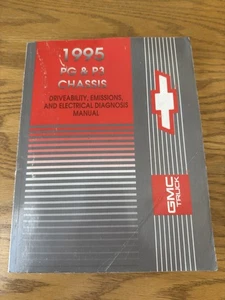 1995
PG & P3
CHASSIS
DRIVEABILITY, EMISSIONS,
AND ELECTRICAL DIAGNOSIS
MANUAL
GMC
TRUCK